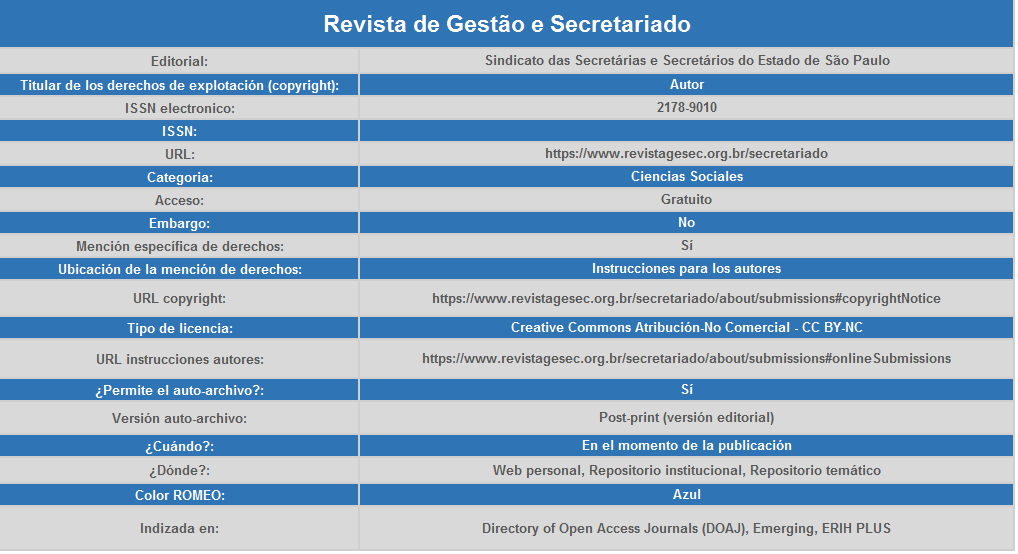 Revista de Gestão e Secretariado
Editorial: Sindicato das Secretárias e Secretários do Estado de São Paulo
Titular de los derechos de explotación (copyright): Autor
ISSN electronico: 2178-9010
ISSN:
URL: https://www.revistagesec.org.br/secretariado
Categoria: Ciencias Sociales
Acceso: Gratuito
Embargo: No
Mención específica de derechos: Sí
Ubicación de la mención de derechos: Instrucciones para los autores
URL copyright: https://www.revistagesec.org.br/secretariado/about/submissions#copyrightNotice
Tipo de licencia: Creative Commons Atribución-No Comercial - CC BY-NC
URL instrucciones autores: https://www.revistagesec.org.br/secretariado/about/submissions#onlineSubmissions
¿Permite el auto-archivo?: Sí
Versión auto-archivo: Post-print (versión editorial)
¿Cuándo?: En el momento de la publicación
¿Dónde?: Web personal, Repositorio institucional, Repositorio temático
Color ROMEO: Azul
Indizada en: Directory of Open Access Journals (DOAJ), Emerging, ERIH PLUS